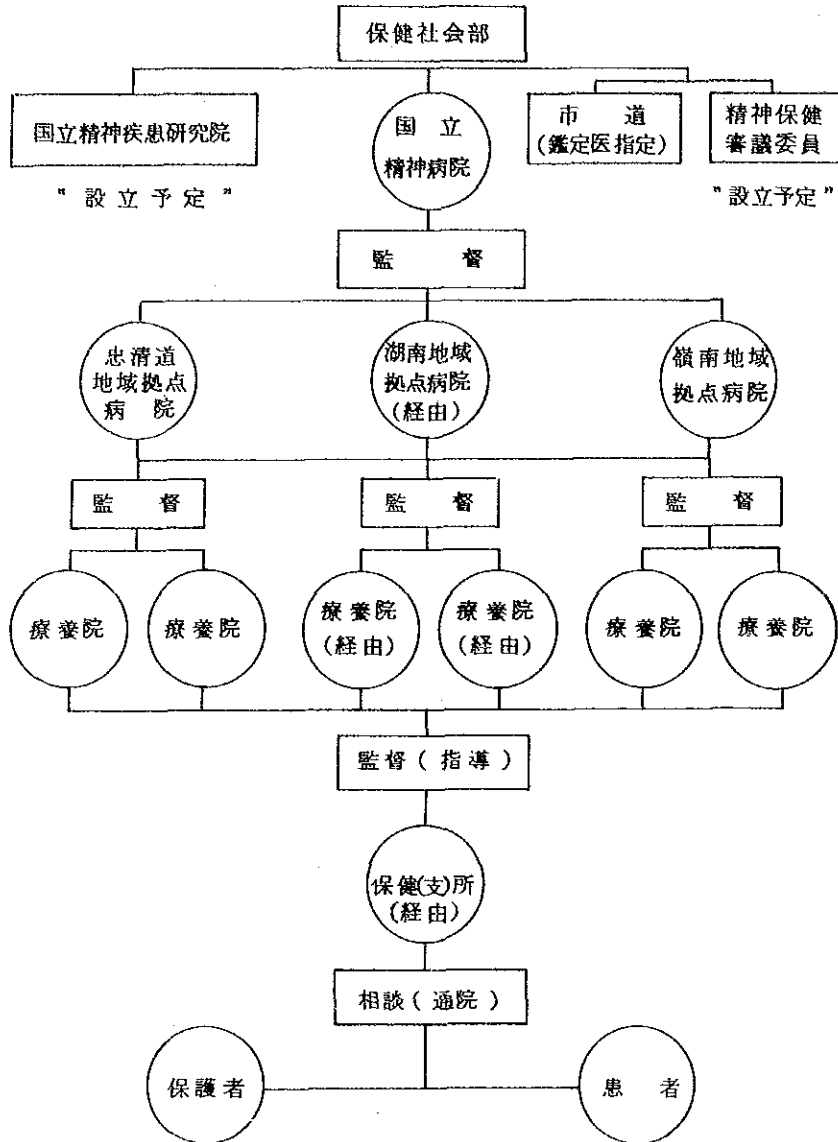 保健社会部
国立精神疾患研究院
"設立予定"
国立
精神病院
市道
(鑑定医指定)
精神保健
審議委員
"設立予定"
監督
忠清道
地域拠点
病院
湖南地域
拠点病院
(経由)
嶺南地域
拠点病院
監督
監督
監督
療養院
療養院
療養院
(経由)
療養院
(経由)
療養院
療養院
監督(指導)
保健(支)所
(経由)
相談(通院)
保護者
患者